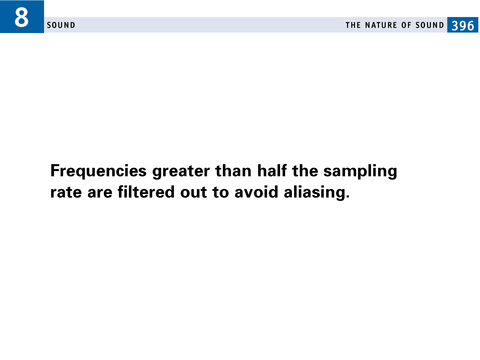 8
SOUND
THE NATURE OF SOUND 396
Frequencies greater than half the sampling
rate are filtered out to avoid aliasing.